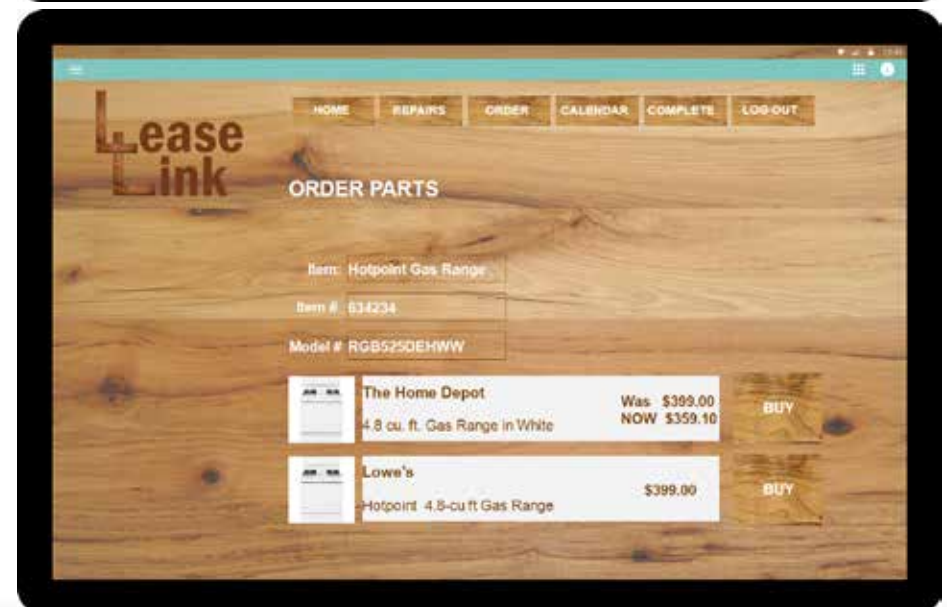 Lease
Link
HOME REPAIRS ORDER CALENDAR COMPLETE LOG OUT
ORDER PARTS
Item: Hotpoint Gas Range
Item # 634234
Model # RGB525DEHWW
The Home Depot
4.8 cu. ft. Gas Range in White
Was $399.00
NOW $359.10
BUY
Lowe's
Hotpoint 4.8-cu ft Gas Range
$399.00
BUY